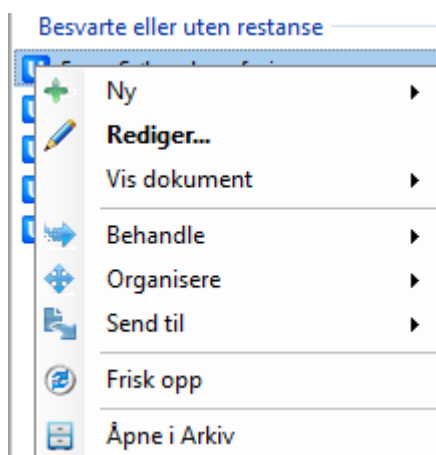 Besvarte eller uten restanse
U
Ny
Rediger...
Vis dokument
Behandle
Organisere
Send til
Frisk opp
Åpne i Arkiv